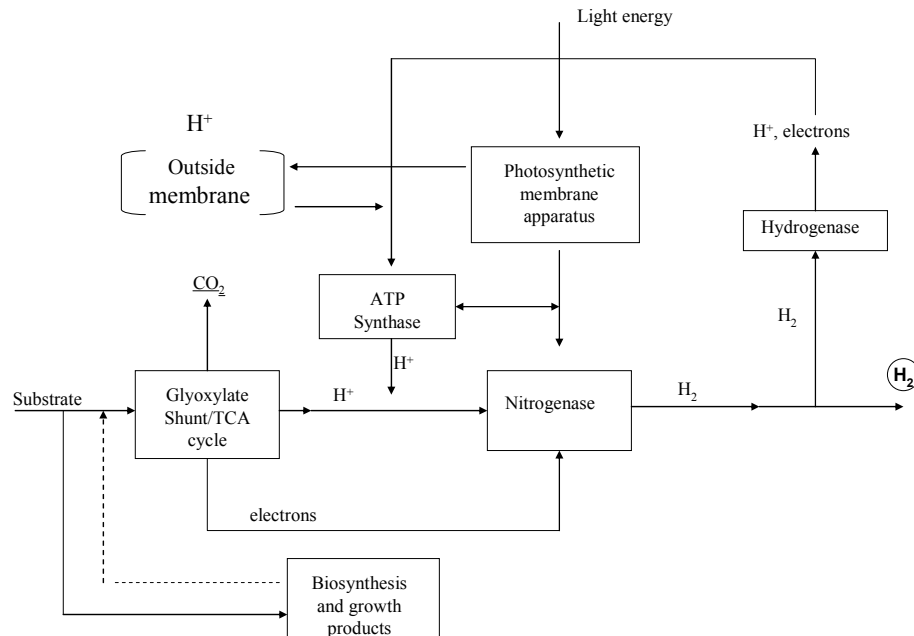 Light energy
H⁺
Outside
membrane
Photosynthetic
membrane
apparatus
H⁺, electrons
Hydrogenase
CO₂
ATP
Synthase
H₂
H⁺
H₂
Substrate
Glyoxylate
Shunt/TCA
cycle
H⁺
Nitrogenase
H₂
electrons
Biosynthesis
and growth
products